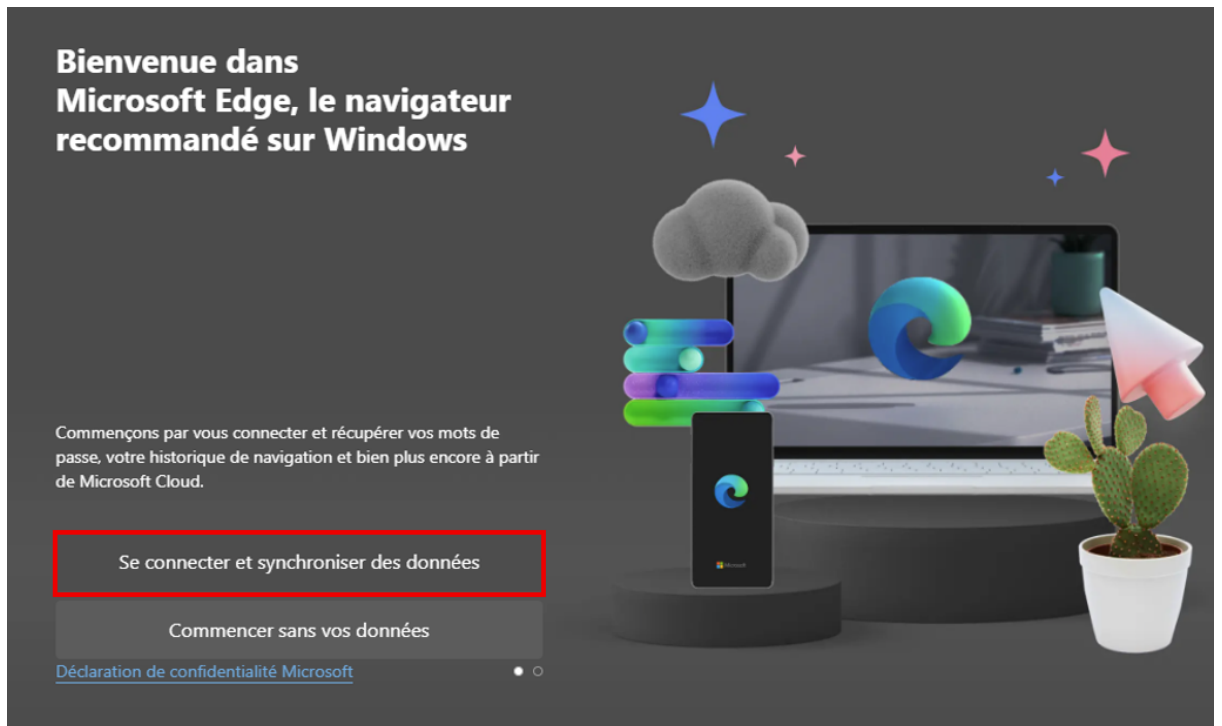 Bienvenue dans
Microsoft Edge, le navigateur
recommandé sur Windows
Commençons par vous connecter et récupérer vos mots de
passe, votre historique de navigation et bien plus encore à partir
de Microsoft Cloud.
Se connecter et synchroniser des données
Commencer sans vos données
Déclaration de confidentialité Microsoft
Microsoft